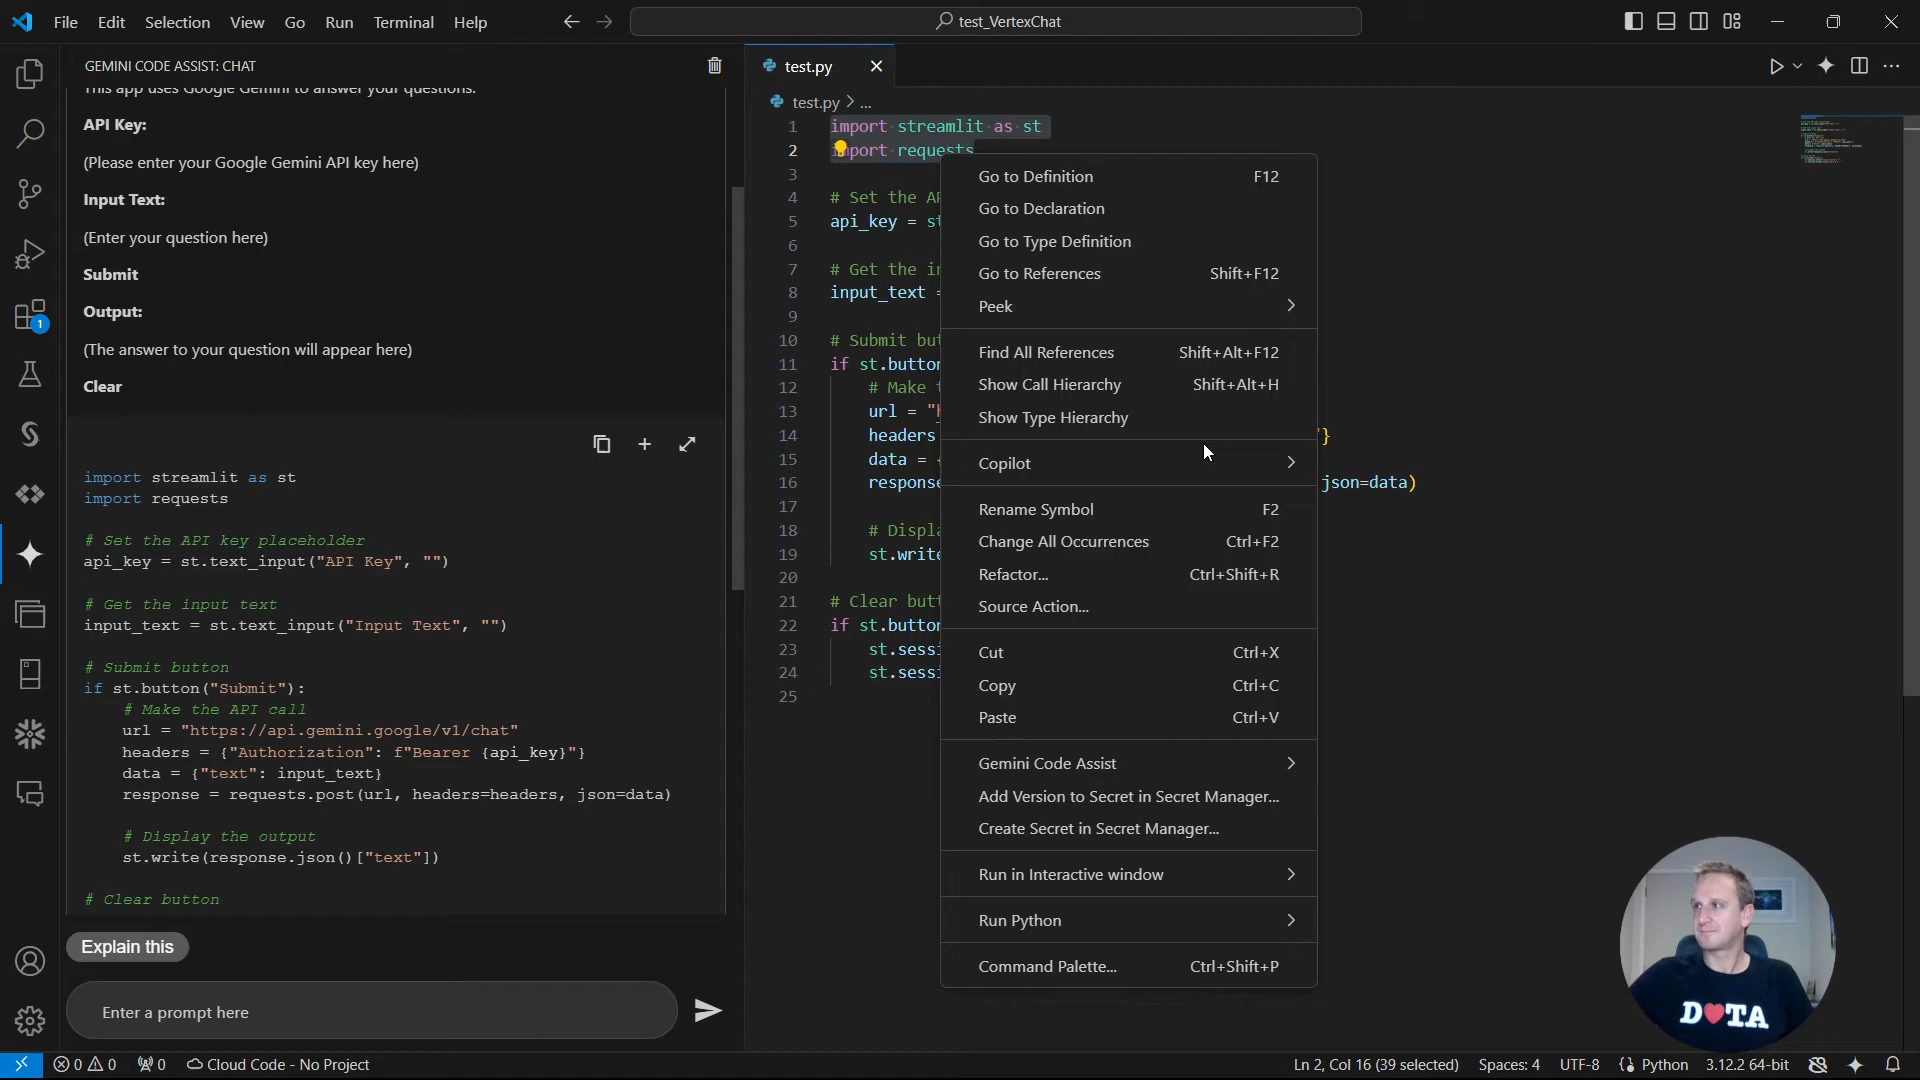 File Edit Selection View Go Run Terminal Help
test_VertexChat
GEMINI CODE ASSIST: CHAT
This app uses Google Gemini to answer your questions.
API Key:
(Please enter your Google Gemini API key here)
Input Text:
(Enter your question here)
Submit
Output:
(The answer to your question will appear here)
Clear
import streamlit as st
import requests
# Set the API key placeholder
api_key = st.text_input("API Key", "")
# Get the input text
input_text = st.text_input("Input Text", "")
# Submit button
if st.button("Submit"):
# Make the API call
url = "https://api.gemini.google/v1/chat"
headers = {"Authorization": f"Bearer {api_key}"}
data = {"text": input_text}
response = requests.post(url, headers=headers, json=data)
# Display the output
st.write(response.json()["text"])
# Clear button
Explain this
Enter a prompt here
1
test.py
test.py > ...
1 import streamlit as st
2 import requests
3
4 # Set the AP
5 api_key = st
6
7 # Get the in
8 input_text =
9
10 # Submit but
11 if st.button
12 # Make t
13 url = "h
14 headers "}
15 data = {
16 response json=data)
17
18 # Displa
19 st.write
20
21 # Clear butt
22 if st.button
23 st.sessi
24 st.sessi
25
Go to Definition F12
Go to Declaration
Go to Type Definition
Go to References Shift+F12
Peek
Find All References Shift+Alt+F12
Show Call Hierarchy Shift+Alt+H
Show Type Hierarchy
Copilot
Rename Symbol F2
Change All Occurrences Ctrl+F2
Refactor... Ctrl+Shift+R
Source Action...
Cut Ctrl+X
Copy Ctrl+C
Paste Ctrl+V
Gemini Code Assist
Add Version to Secret in Secret Manager...
Create Secret in Secret Manager...
Run in Interactive window
Run Python
Command Palette... Ctrl+Shift+P
D♥TA
0 0 0 Cloud Code - No Project
Ln 2, Col 16 (39 selected) Spaces: 4 UTF-8 Python 3.12.2 64-bit